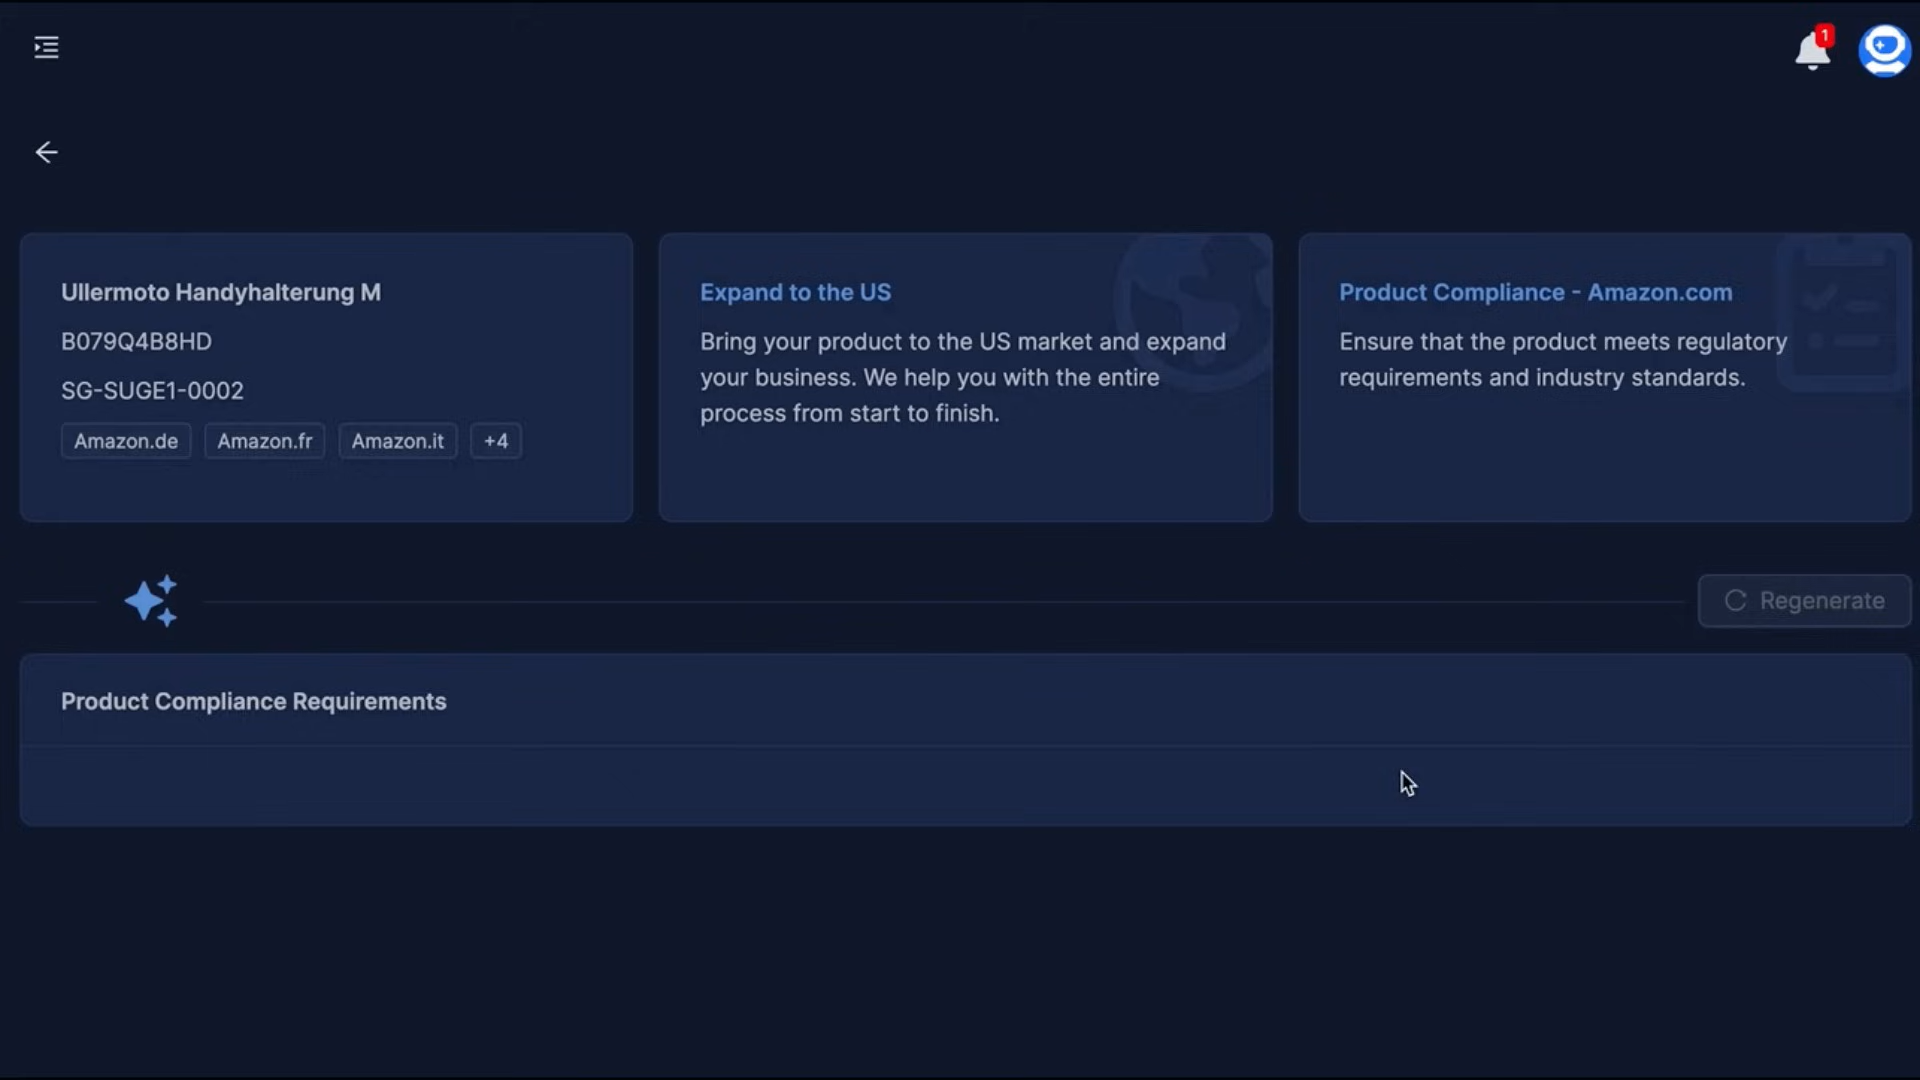 1
Ullermoto Handyhalterung M
B079Q4B8HD
SG-SUGE1-0002
Amazon.de
Amazon.fr
Amazon.it
+4
Expand to the US
Bring your product to the US market and expand
your business. We help you with the entire
process from start to finish.
Product Compliance - Amazon.com
Ensure that the product meets regulatory
requirements and industry standards.
Regenerate
Product Compliance Requirements